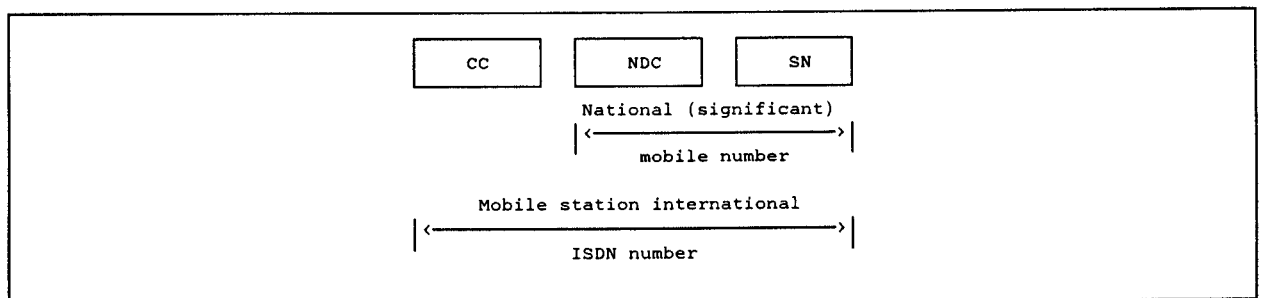 CC NDC SN
National (significant)
mobile number
Mobile station international
ISDN number